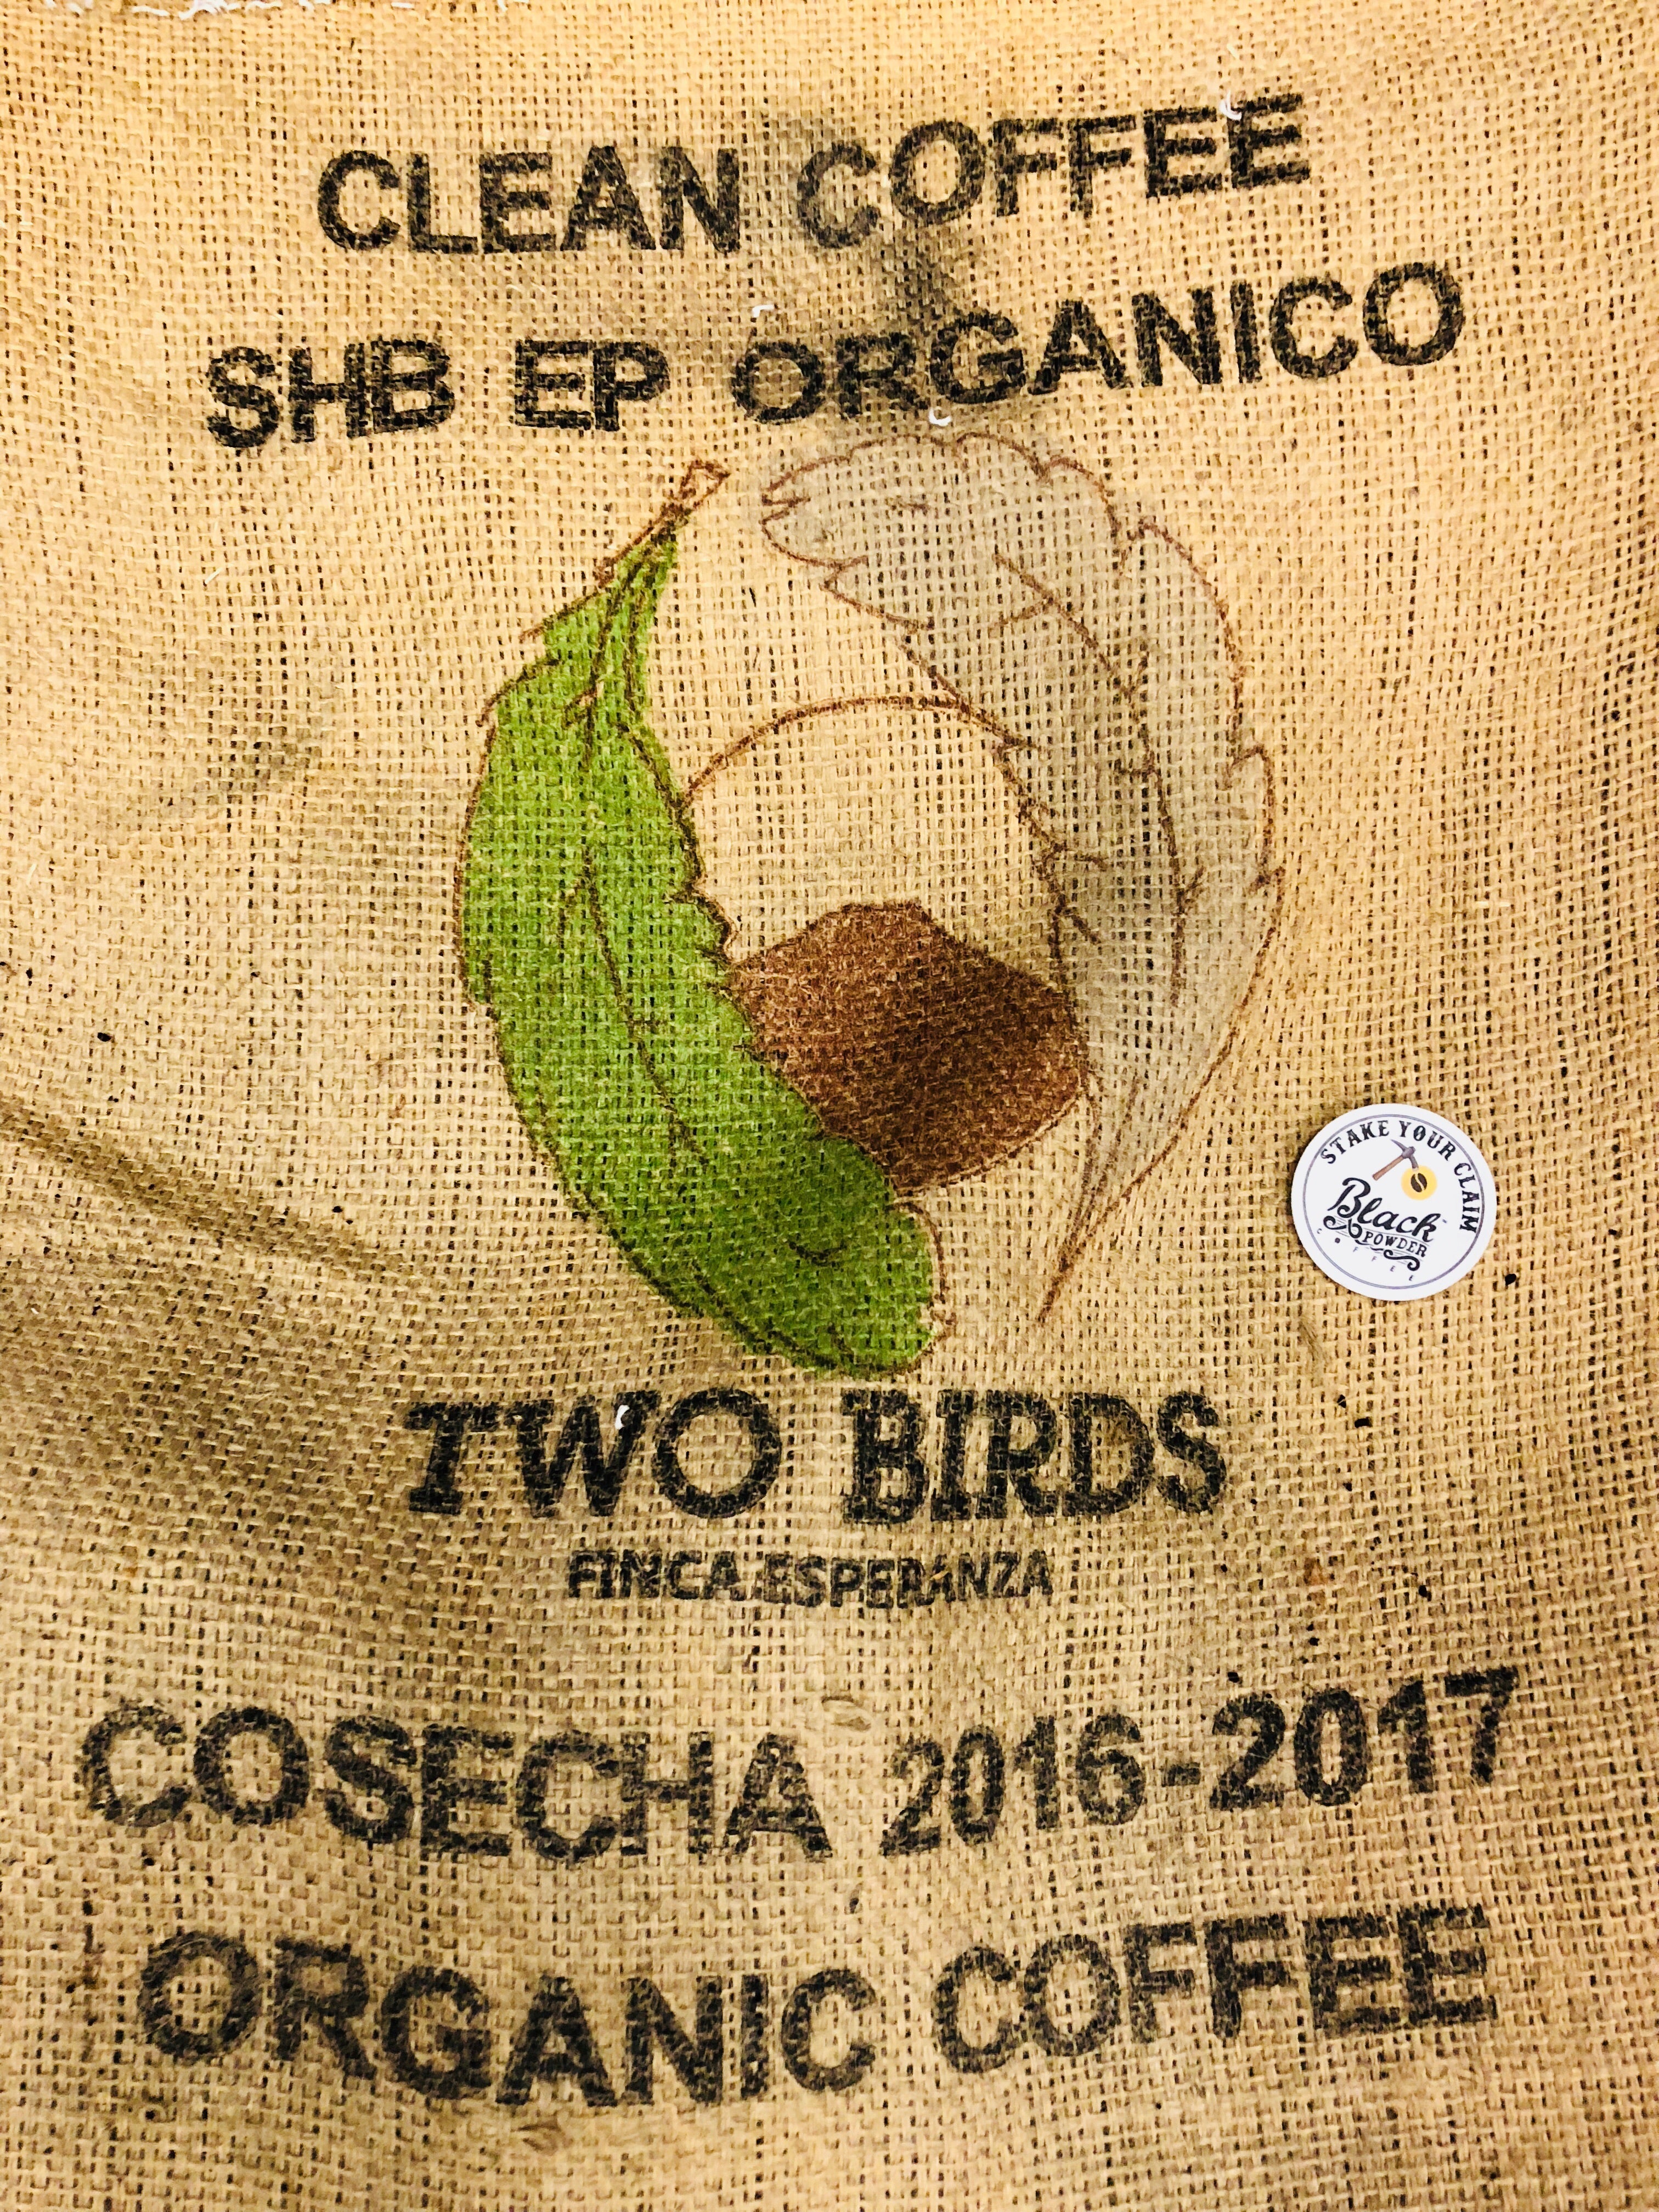 CLEAN COFFEE
SHB EP ORGANICO
STAKE YOUR CLAIM
Black
POWDER
COFFEE
TWO BIRDS
FINCA ESPERANZA
COSECHA 2016-2017
ORGANIC COFFEE